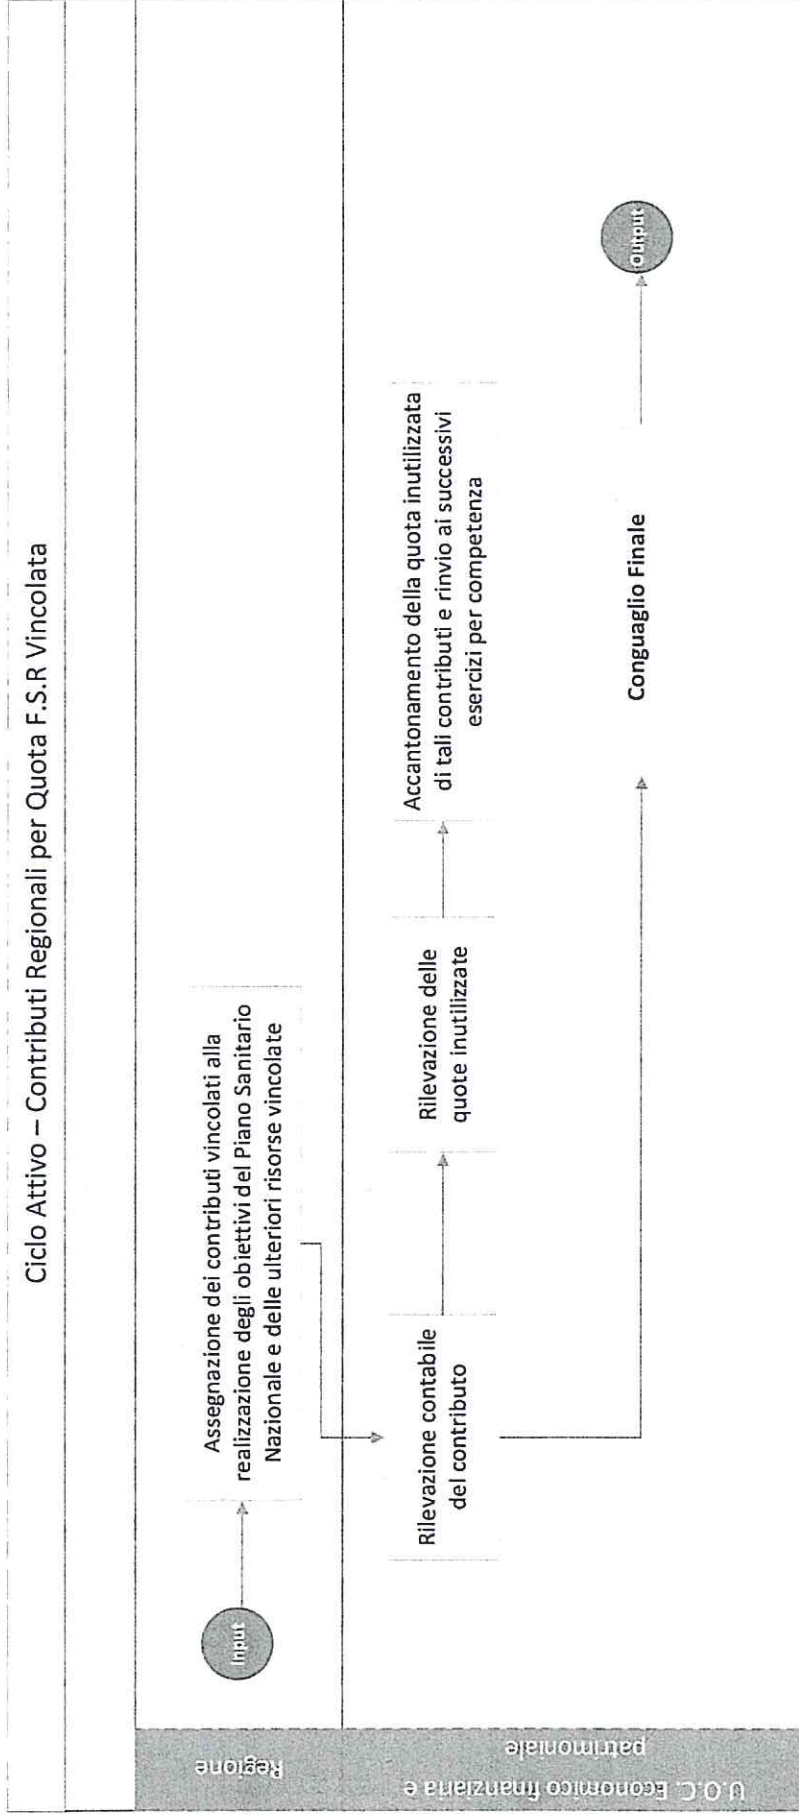 Ciclo Attivo – Contributi Regionali per Quota F.S.R Vincolata
Regione
Input
Assegnazione dei contributi vincolati alla
realizzazione degli obiettivi del Piano Sanitario
Nazionale e delle ulteriori risorse vincolate
U.O.C. Economico finanziaria e
patrimoniale
Rilevazione contabile
del contributo
Rilevazione delle
quote inutilizzate
Accantonamento della quota inutilizzata
di tali contributi e rinvio ai successivi
esercizi per competenza
Conguaglio Finale
Output